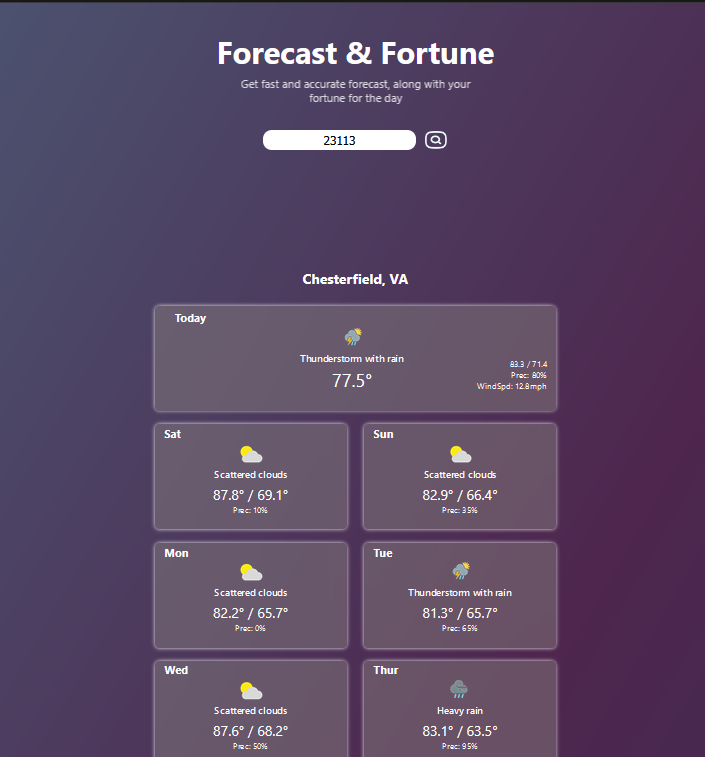 Forecast & Fortune
Get fast and accurate forecast, along with your
fortune for the day
23113
Chesterfield, VA
Today
Thunderstorm with rain
77.5°
83.3 / 71.4
Prec: 80%
WindSpd: 12.8mph
Sat
Scattered clouds
87.8° / 69.1°
Prec: 10%
Sun
Scattered clouds
82.9° / 66.4°
Prec: 35%
Mon
Scattered clouds
82.2° / 65.7°
Prec: 0%
Tue
Thunderstorm with rain
81.3° / 65.7°
Prec: 65%
Wed
Scattered clouds
87.6° / 68.2°
Prec: 50%
Thur
Heavy rain
83.1° / 63.5°
Prec: 95%